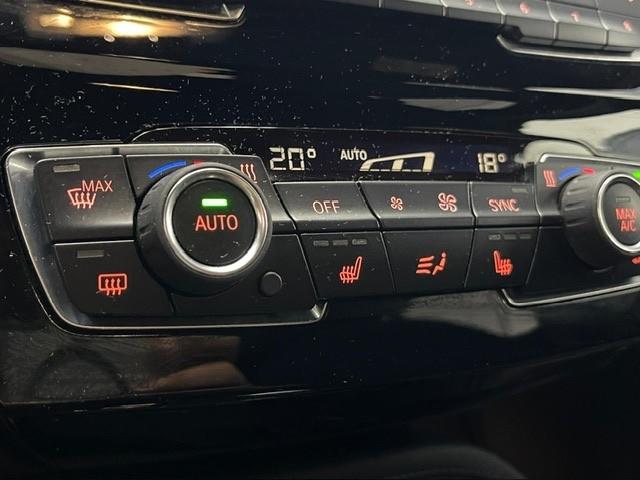 20° AUTO 18°
MAX
AUTO
OFF
SYNC
MAX
A/C